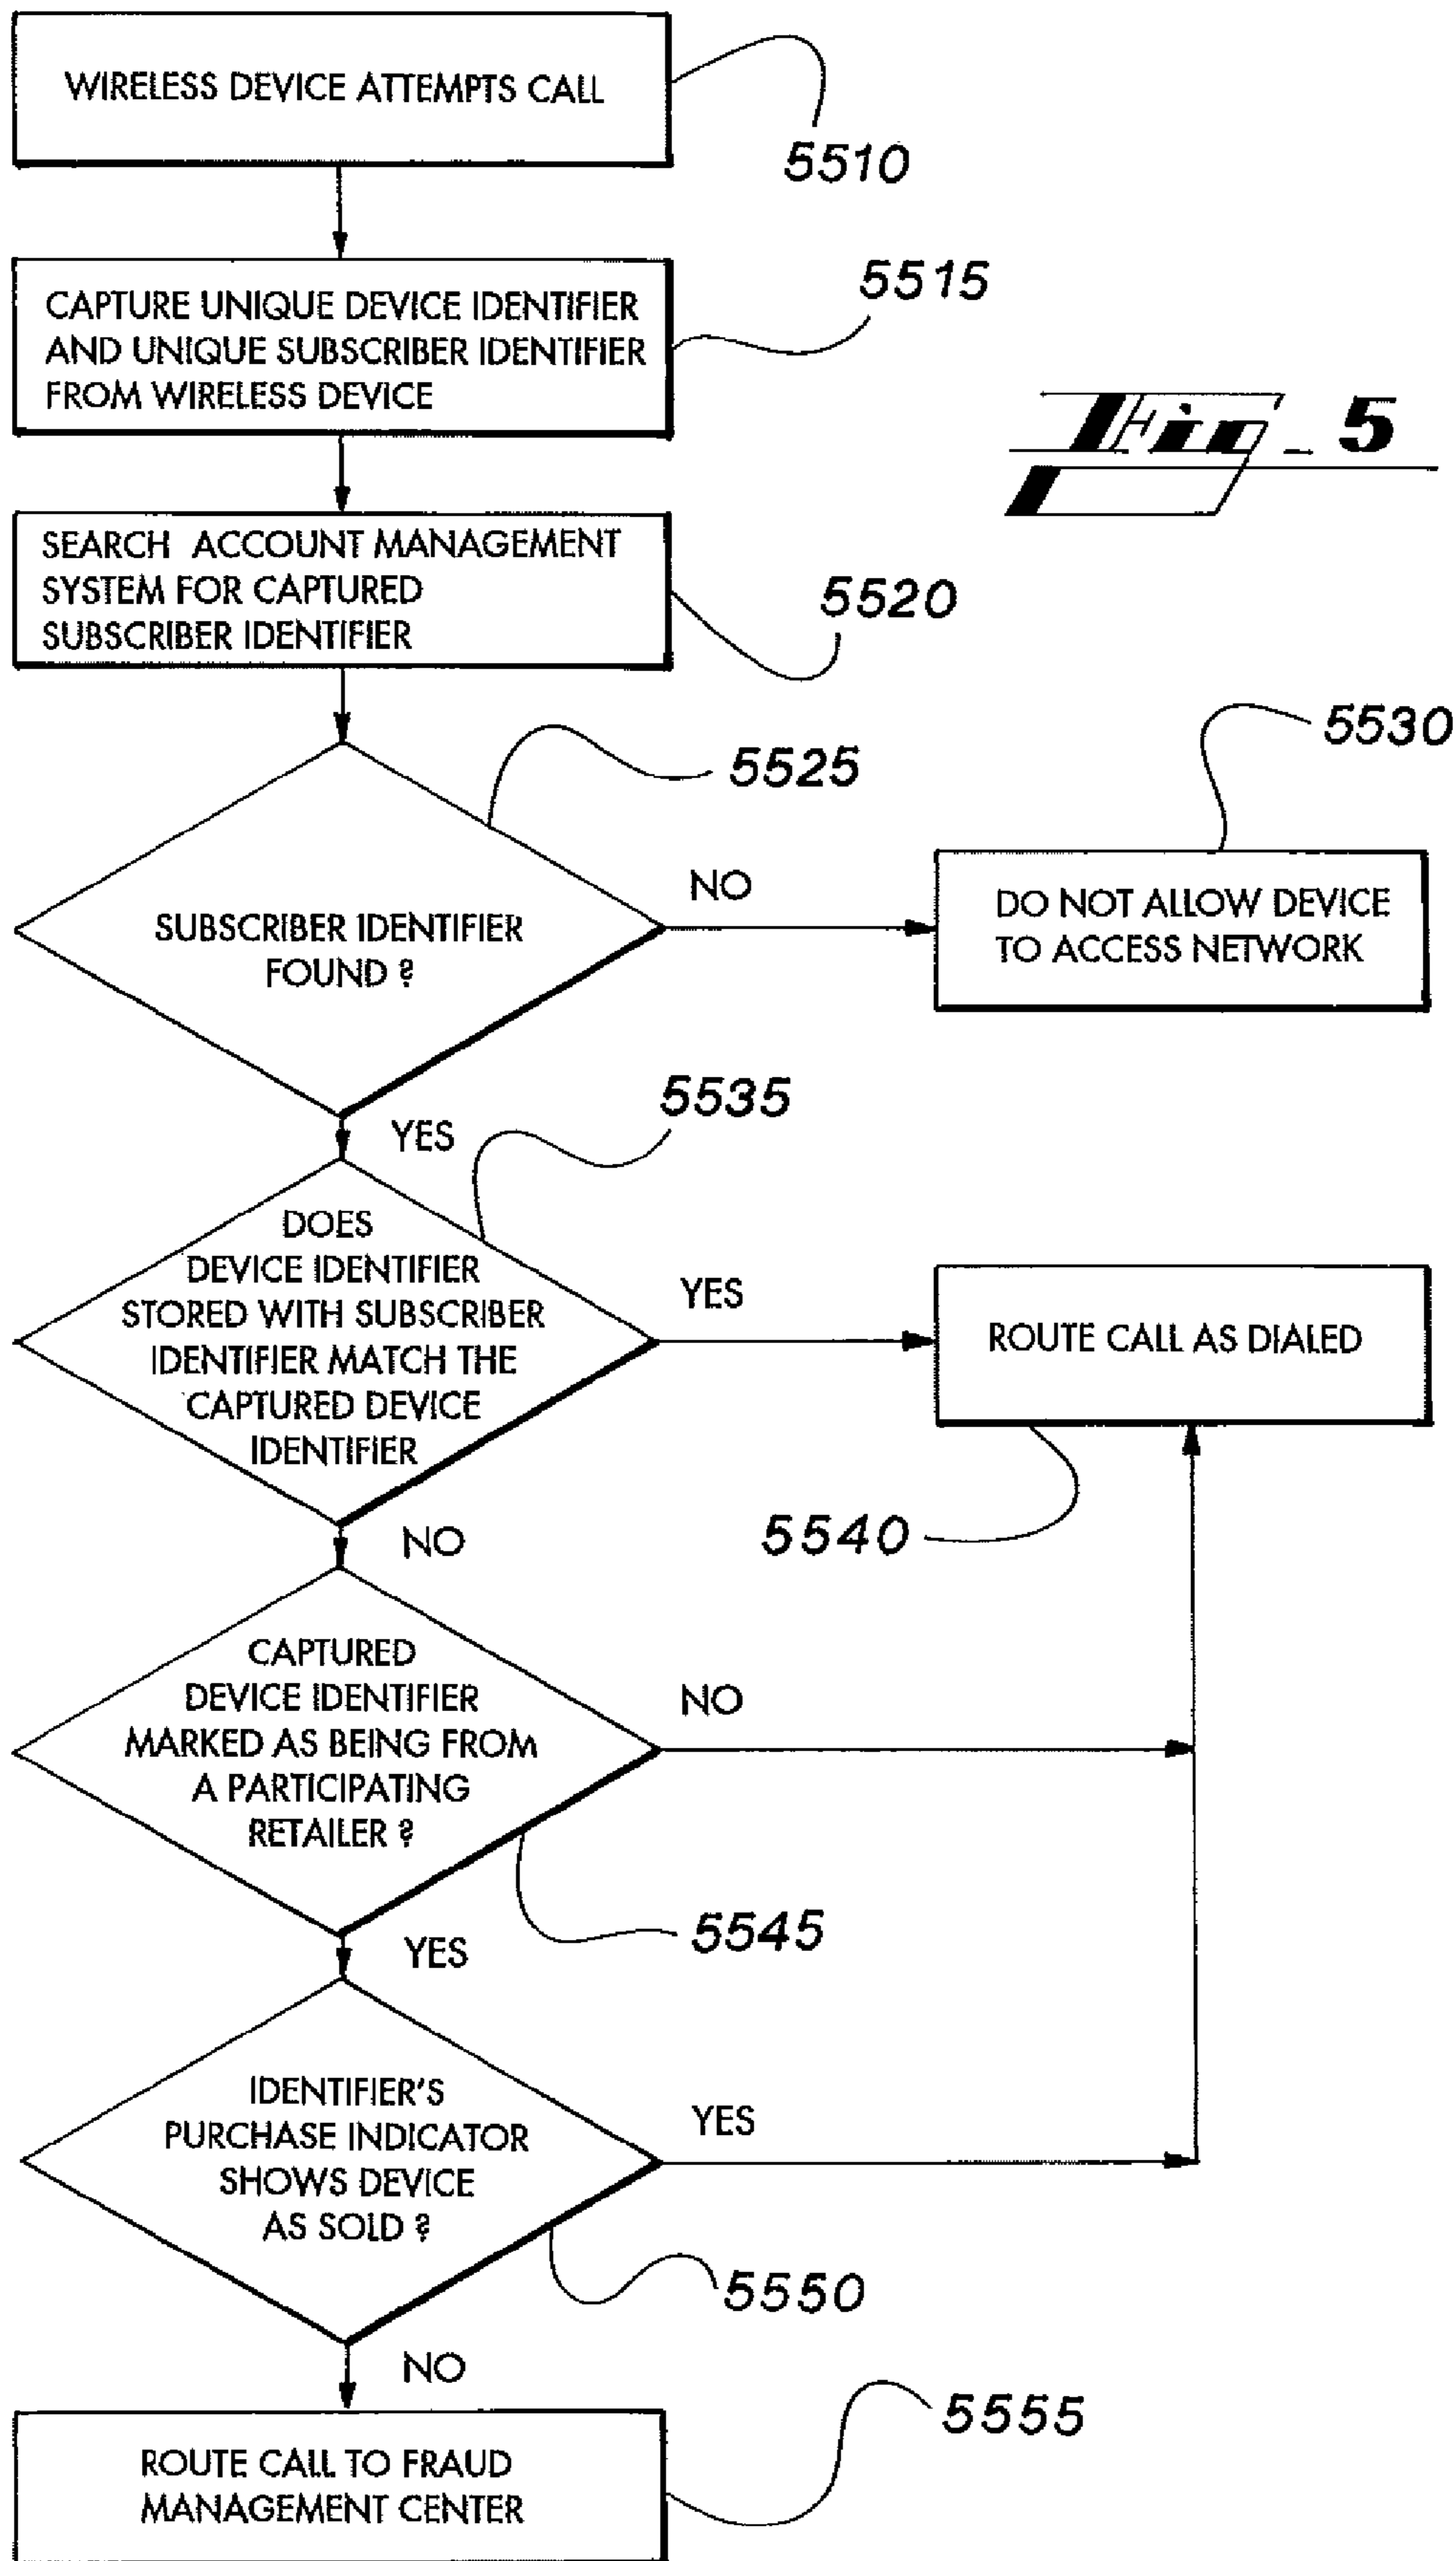 WIRELESS DEVICE ATTEMPTS CALL
5510
CAPTURE UNIQUE DEVICE IDENTIFIER
AND UNIQUE SUBSCRIBER IDENTIFIER
FROM WIRELESS DEVICE
5515
Fig_5
SEARCH ACCOUNT MANAGEMENT
SYSTEM FOR CAPTURED
SUBSCRIBER IDENTIFIER
5520
5525
5530
SUBSCRIBER IDENTIFIER
FOUND ?
NO
DO NOT ALLOW DEVICE
TO ACCESS NETWORK
YES
5535
DOES
DEVICE IDENTIFIER
STORED WITH SUBSCRIBER
IDENTIFIER MATCH THE
CAPTURED DEVICE
IDENTIFIER
YES
ROUTE CALL AS DIALED
5540
NO
CAPTURED
DEVICE IDENTIFIER
MARKED AS BEING FROM
A PARTICIPATING
RETAILER ?
NO
5545
YES
IDENTIFIER'S
PURCHASE INDICATOR
SHOWS DEVICE
AS SOLD ?
YES
5550
NO
5555
ROUTE CALL TO FRAUD
MANAGEMENT CENTER